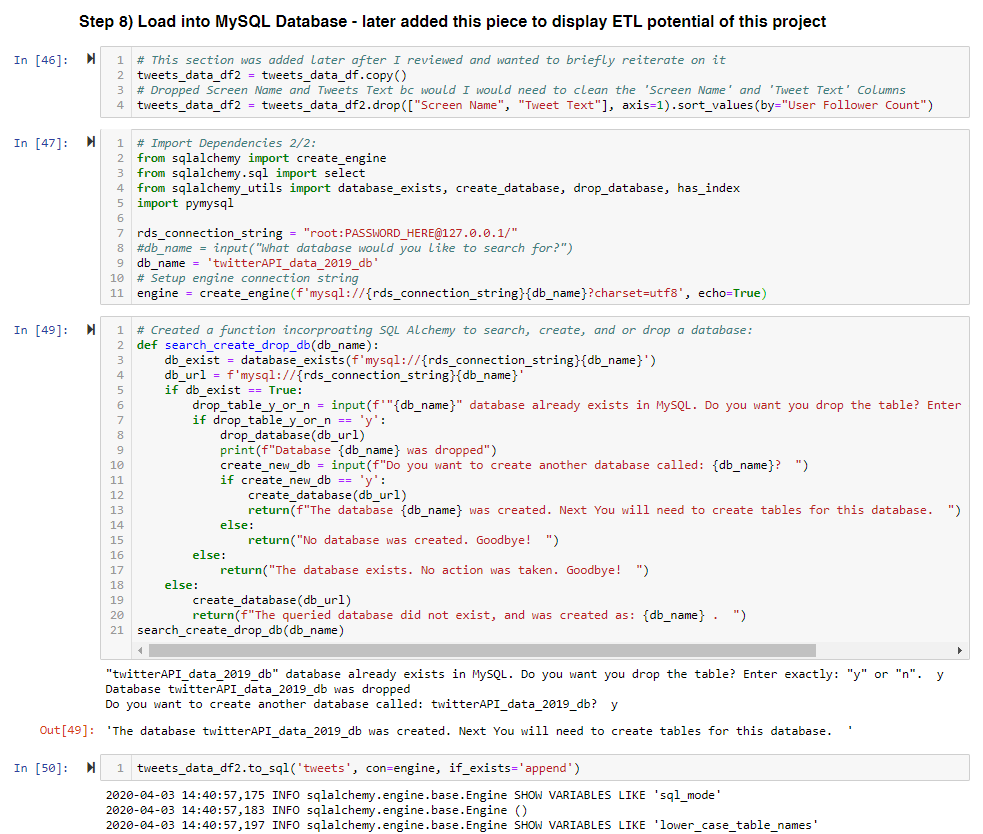 Step 8) Load into MySQL Database - later added this piece to display ETL potential of this project
In [46]:
1 # This section was added later after I reviewed and wanted to briefly reiterate on it
2 tweets_data_df2 = tweets_data_df.copy()
3 # Dropped Screen Name and Tweets Text bc would I would need to clean the 'Screen Name' and 'Tweet Text' Columns
4 tweets_data_df2 = tweets_data_df2.drop(["Screen Name", "Tweet Text"], axis=1).sort_values(by="User Follower Count")
In [47]:
1 # Import Dependencies 2/2:
2 from sqlalchemy import create_engine
3 from sqlalchemy.sql import select
4 from sqlalchemy_utils import database_exists, create_database, drop_database, has_index
5 import pymysql
6
7 rds_connection_string = "root:PASSWORD_HERE@127.0.0.1/"
8 #db_name = input("What database would you like to search for?")
9 db_name = 'twitterAPI_data_2019_db'
10 # Setup engine connection string
11 engine = create_engine(f'mysql://{rds_connection_string}{db_name}?charset=utf8', echo=True)
In [49]:
1 # Created a function incorproating SQL Alchemy to search, create, and or drop a database:
2 def search_create_drop_db(db_name):
3 db_exist = database_exists(f'mysql://{rds_connection_string}{db_name}')
4 db_url = f'mysql://{rds_connection_string}{db_name}'
5 if db_exist == True:
6 drop_table_y_or_n = input(f'"{db_name}" database already exists in MySQL. Do you want you drop the table? Enter
7 if drop_table_y_or_n == 'y':
8 drop_database(db_url)
9 print(f"Database {db_name} was dropped")
10 create_new_db = input(f"Do you want to create another database called: {db_name}?  ")
11 if create_new_db == 'y':
12 create_database(db_url)
13 return(f"The database {db_name} was created. Next You will need to create tables for this database.  ")
14 else:
15 return("No database was created. Goodbye!  ")
16 else:
17 return("The database exists. No action was taken. Goodbye!  ")
18 else:
19 create_database(db_url)
20 return(f"The queried database did not exist, and was created as: {db_name} .  ")
21 search_create_drop_db(db_name)
"twitterAPI_data_2019_db" database already exists in MySQL. Do you want you drop the table? Enter exactly: "y" or "n".  y
Database twitterAPI_data_2019_db was dropped
Do you want to create another database called: twitterAPI_data_2019_db?  y
Out[49]: 'The database twitterAPI_data_2019_db was created. Next You will need to create tables for this database.  '
In [50]:
1 tweets_data_df2.to_sql('tweets', con=engine, if_exists='append')
2020-04-03 14:40:57,175 INFO sqlalchemy.engine.base.Engine SHOW VARIABLES LIKE 'sql_mode'
2020-04-03 14:40:57,183 INFO sqlalchemy.engine.base.Engine ()
2020-04-03 14:40:57,197 INFO sqlalchemy.engine.base.Engine SHOW VARIABLES LIKE 'lower_case_table_names'